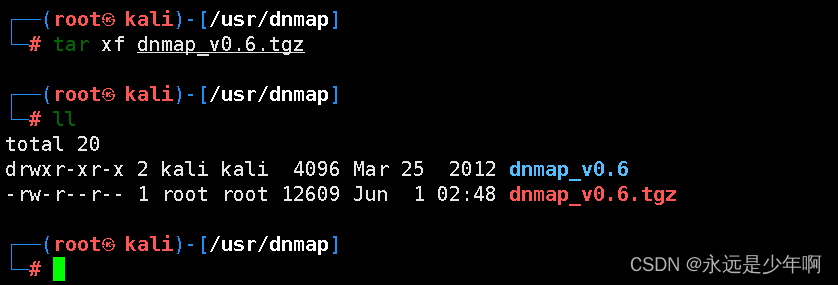 ┌──(root㉿ kali)-[/usr/dnmap]
└─# tar xf dnmap_v0.6.tgz
┌──(root㉿ kali)-[/usr/dnmap]
└─# ll
total 20
drwxr-xr-x 2 kali kali  4096 Mar 25  2012 dnmap_v0.6
-rw-r--r-- 1 root root 12609 Jun  1 02:48 dnmap_v0.6.tgz
┌──(root㉿ kali)-[/usr/dnmap]
└─#
CSDN @永远是少年啊